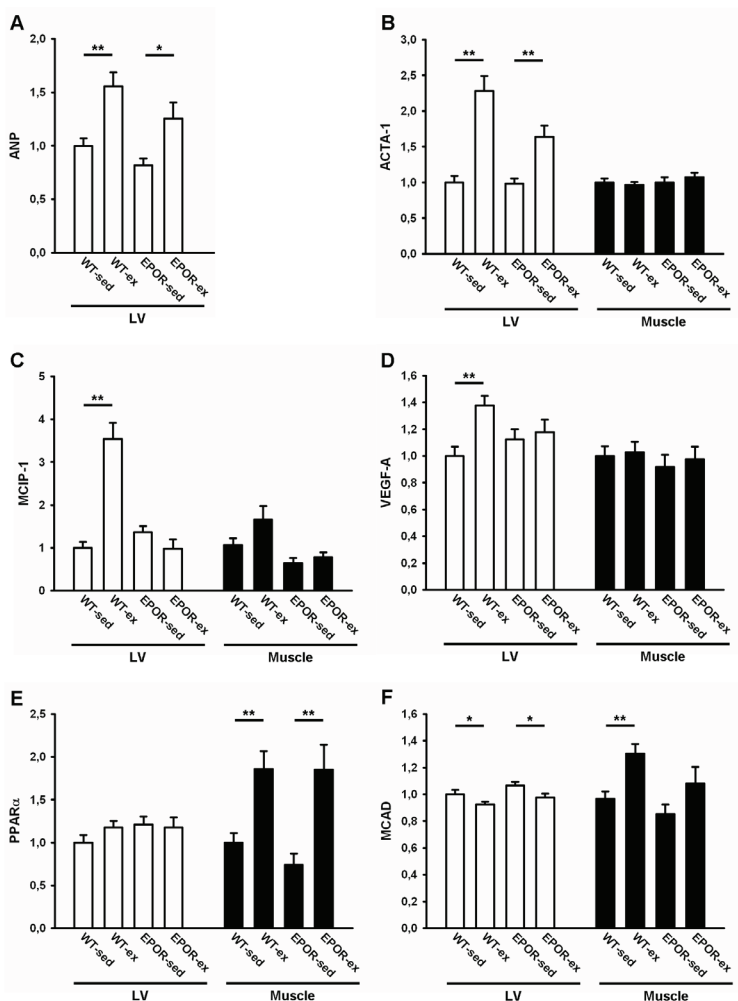 A
ANP
2,0
1,5
1,0
0,5
0,0
** *
WT-sed WT-ex EPOR-sed EPOR-ex
LV
B
ACTA-1
3,0
2,5
2,0
1,5
1,0
0,5
0,0
** **
WT-sed WT-ex EPOR-sed EPOR-ex WT-sed WT-ex EPOR-sed EPOR-ex
LV Muscle
C
MCIP-1
5
4
3
2
1
0
**
WT-sed WT-ex EPOR-sed EPOR-ex WT-sed WT-ex EPOR-sed EPOR-ex
LV Muscle
D
VEGF-A
1,6
1,4
1,2
1,0
0,8
0,6
0,4
0,2
0,0
**
WT-sed WT-ex EPOR-sed EPOR-ex WT-sed WT-ex EPOR-sed EPOR-ex
LV Muscle
E
PPARα
2,5
2,0
1,5
1,0
0,5
0,0
** **
WT-sed WT-ex EPOR-sed EPOR-ex WT-sed WT-ex EPOR-sed EPOR-ex
LV Muscle
F
MCAD
1,6
1,4
1,2
1,0
0,8
0,6
0,4
0,2
0,0
* * **
WT-sed WT-ex EPOR-sed EPOR-ex WT-sed WT-ex EPOR-sed EPOR-ex
LV Muscle